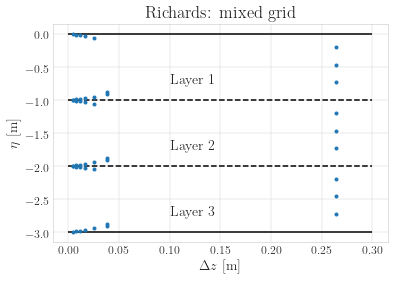 Richards: mixed grid
0.0
−0.5
−1.0
−1.5
−2.0
−2.5
−3.0
η [m]
Layer 1
Layer 2
Layer 3
0.00 0.05 0.10 0.15 0.20 0.25 0.30
Δz [m]